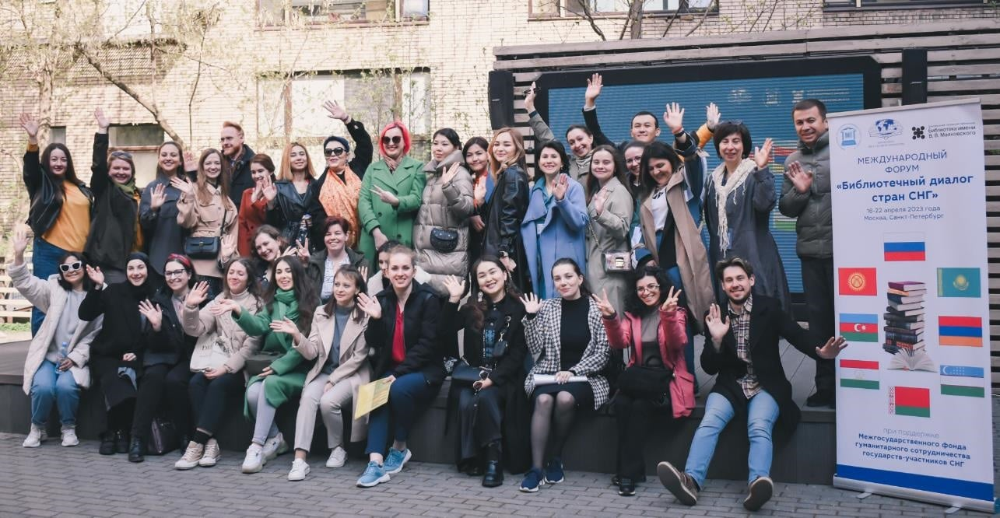 Библиотека имени
В. В. Маяковского
МЕЖДУНАРОДНЫЙ
ФОРУМ
«Библиотечный диалог
стран СНГ»
16-22 апреля 2023 года
Москва, Санкт-Петербург
при поддержке
Межгосударственного фонда
гуманитарного сотрудничества
государств-участников СНГ